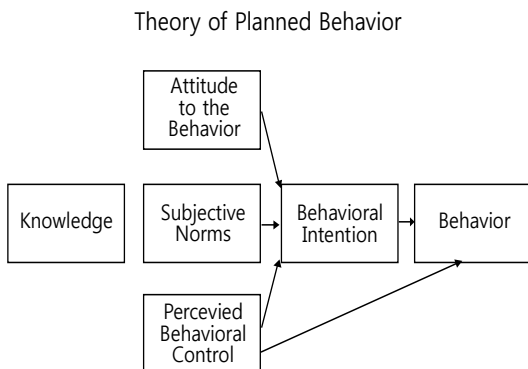 Theory of Planned Behavior
Attitude
to the
Behavior
Knowledge
Subjective
Norms
Behavioral
Intention
Behavior
Percevied
Behavioral
Control